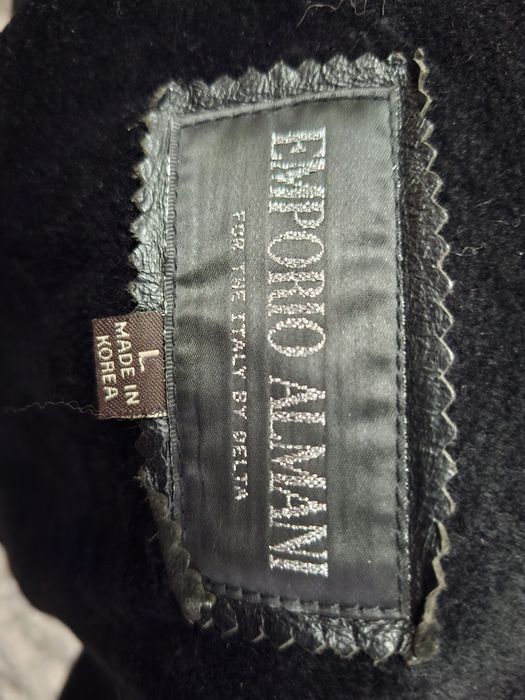 EMPORIO ALMANI
FOR THE ITALY BY DELTA
L
MADE IN
KOREA